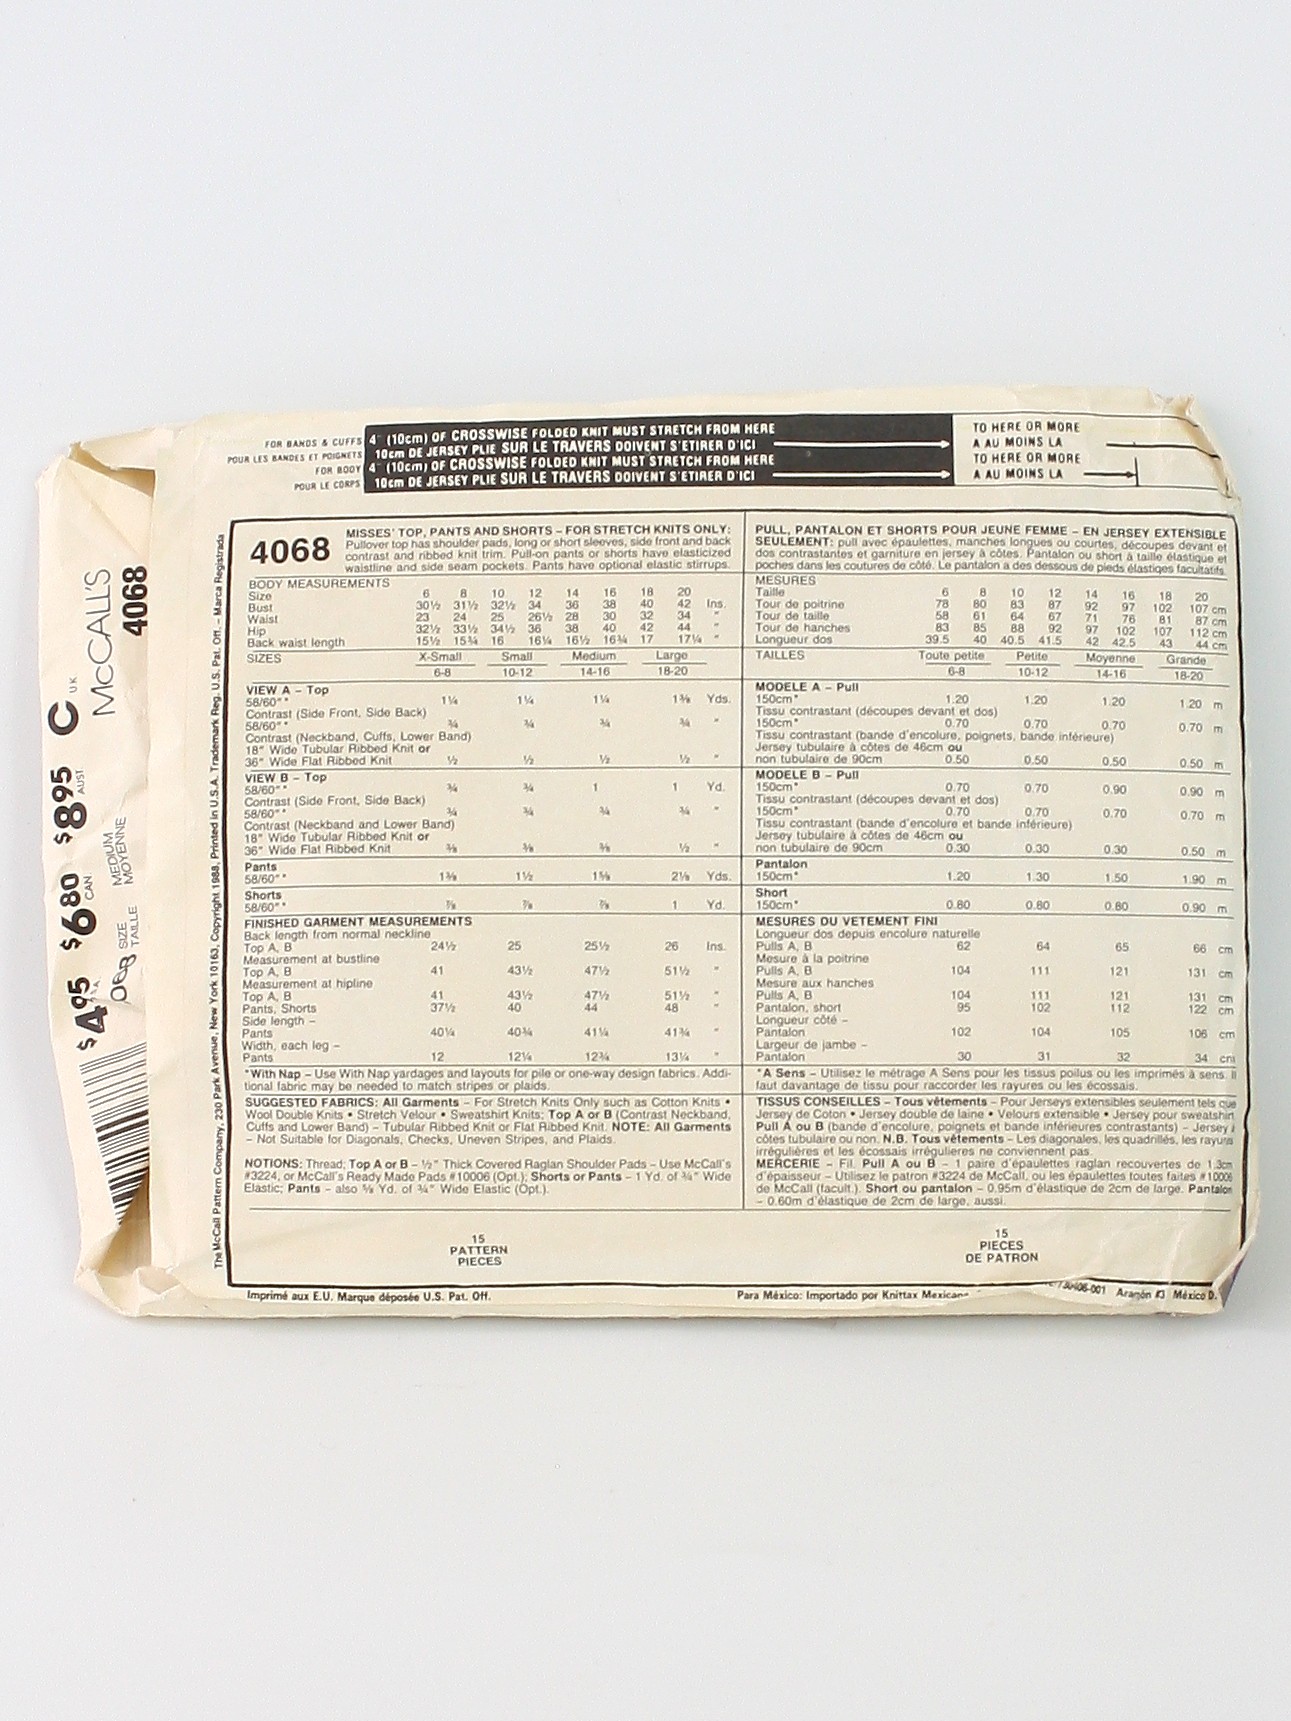 FOR BANDS & CUFFS
POUR LES BANDES ET POIGNETS
FOR BODY
POUR LE CORPS
4" (10cm) OF CROSSWISE FOLDED KNIT MUST STRETCH FROM HERE
10cm DE JERSEY PLIE SUR LE TRAVERS DOIVENT S'ETIRER D'ICI
4" (10cm) OF CROSSWISE FOLDED KNIT MUST STRETCH FROM HERE
10cm DE JERSEY PLIE SUR LE TRAVERS DOIVENT S'ETIRER D'ICI
TO HERE OR MORE
A AU MOINS LA
TO HERE OR MORE
A AU MOINS LA
4068
MISSES' TOP, PANTS AND SHORTS – FOR STRETCH KNITS ONLY:
Pullover top has shoulder pads, long or short sleeves, side front and back
contrast and ribbed knit trim. Pull-on pants or shorts have elasticized
waistline and side seam pockets. Pants have optional elastic stirrups.
BODY MEASUREMENTS
Size 6 8 10 12 14 16 18 20
Bust 30½ 31½ 32½ 34 36 38 40 42 Ins.
Waist 23 24 25 26½ 28 30 32 34 "
Hip 32½ 33½ 34½ 36 38 40 42 44 "
Back waist length 15½ 15¾ 16 16¼ 16½ 16¾ 17 17¼ "
SIZES X-Small Small Medium Large
6-8 10-12 14-16 18-20
VIEW A – Top
58/60"* 1¼ 1¼ 1¼ 1⅜ Yds.
Contrast (Side Front, Side Back)
58/60"* ¾ ¾ ¾ ¾ "
Contrast (Neckband, Cuffs, Lower Band)
18" Wide Tubular Ribbed Knit or
36" Wide Flat Ribbed Knit ½ ½ ½ ½ "
VIEW B – Top
58/60"* ¾ ¾ 1 1 Yd.
Contrast (Side Front, Side Back)
58/60"* ¾ ¾ ¾ ¾ "
Contrast (Neckband and Lower Band)
18" Wide Tubular Ribbed Knit or
36" Wide Flat Ribbed Knit ⅜ ⅜ ⅜ ½ "
Pants
58/60"* 1⅜ 1½ 1⅝ 2⅛ Yds.
Shorts
58/60"* ⅞ ⅞ ⅞ 1 Yd.
FINISHED GARMENT MEASUREMENTS
Back length from normal neckline
Top A, B 24½ 25 25½ 26 Ins.
Measurement at bustline
Top A, B 41 43½ 47½ 51½ "
Measurement at hipline
Top A, B 41 43½ 47½ 51½ "
Pants, Shorts 37½ 40 44 48 "
Side length –
Pants 40¼ 40¾ 41¼ 41¾ "
Width, each leg –
Pants 12 12¼ 12¾ 13¼ "
*With Nap – Use With Nap yardages and layouts for pile or one-way design fabrics. Addi-
tional fabric may be needed to match stripes or plaids.
SUGGESTED FABRICS: All Garments – For Stretch Knits Only such as Cotton Knits •
Wool Double Knits • Stretch Velour • Sweatshirt Knits; Top A or B (Contrast Neckband,
Cuffs and Lower Band) – Tubular Ribbed Knit or Flat Ribbed Knit. NOTE: All Garments
– Not Suitable for Diagonals, Checks, Uneven Stripes, and Plaids.
NOTIONS: Thread; Top A or B – ½" Thick Covered Raglan Shoulder Pads – Use McCall's
#3224, or McCall's Ready Made Pads #10006 (Opt.); Shorts or Pants – 1 Yd. of ¾" Wide
Elastic; Pants – also ⅝ Yd. of ¾" Wide Elastic (Opt.).
15
PATTERN
PIECES
PULL, PANTALON ET SHORTS POUR JEUNE FEMME – EN JERSEY EXTENSIBLE
SEULEMENT: pull avec épaulettes, manches longues ou courtes, découpes devant et
dos contrastantes et garniture en jersey à côtes. Pantalon ou short à taille élastique et
poches dans les coutures de côté. Le pantalon a des dessous de pieds élastiqes facultatifs.
MESURES
Taille 6 8 10 12 14 16 18 20
Tour de poitrine 78 80 83 87 92 97 102 107 cm
Tour de taille 58 61 64 67 71 76 81 87 cm
Tour de hanches 83 85 88 92 97 102 107 112 cm
Longueur dos 39.5 40 40.5 41.5 42 42.5 43 44 cm
TAILLES Toute petite Petite Moyenne Grande
6-8 10-12 14-16 18-20
MODELE A – Pull
150cm* 1.20 1.20 1.20 1.20 m
Tissu contrastant (découpes devant et dos)
150cm* 0.70 0.70 0.70 0.70 m
Tissu contrastant (bande d'encolure, poignets, bande inférieure)
Jersey tubulaire à côtes de 46cm ou
non tubulaire de 90cm 0.50 0.50 0.50 0.50 m
MODELE B – Pull
150cm* 0.70 0.70 0.90 0.90 m
Tissu contrastant (découpes devant et dos)
150cm* 0.70 0.70 0.70 0.70 m
Tissu contrastant (bande d'encolure et bande inférieure)
Jersey tubulaire à côtes de 46cm ou
non tubulaire de 90cm 0.30 0.30 0.30 0.50 m
Pantalon
150cm* 1.20 1.30 1.50 1.90 m
Short
150cm* 0.80 0.80 0.80 0.90 m
MESURES DU VETEMENT FINI
Longueur dos depuis encolure naturelle
Pulls A, B 62 64 65 66 cm
Mesure à la poitrine
Pulls A, B 104 111 121 131 cm
Mesure aux hanches
Pulls A, B 104 111 121 131 cm
Pantalon, short 95 102 112 122 cm
Longueur côté –
Pantalon 102 104 105 106 cm
Largeur de jambe –
Pantalon 30 31 32 34 cm
*A Sens – Utilisez le métrage A Sens pour les tissus poilus ou les imprimés à sens. Il
faut davantage de tissu pour raccorder les rayures ou les écossais.
TISSUS CONSEILLES – Tous vêtements – Pour Jerseys extensibles seulement tels que
Jersey de Coton • Jersey double de laine • Velours extensible • Jersey pour sweatshirt
Pull A ou B (bande d'encolure, poignets et bande inférieures contrastants) – Jersey à
côtes tubulaire ou non. N.B. Tous vêtements – Les diagonales, les quadrillés, les rayures
irrégulières et les écossais irrégulieres ne conviennent pas.
MERCERIE – Fil. Pull A ou B – 1 paire d'épaulettes raglan recouvertes de 1.3cm
d'épaisseur – Utilisez le patron #3224 de McCall, ou les épaulettes toutes faites #10006
de McCall (facult.). Short ou pantalon – 0.95m d'élastique de 2cm de large. Pantalon
– 0.60m d'élastique de 2cm de large, aussi.
15
PIECES
DE PATRON
Imprimé aux E.U. Marque déposée U.S. Pat. Off.
Para México: Importado por Knittax Mexicana
Aragón #3 México D.
The McCall Pattern Company, 230 Park Avenue, New York 10163, Copyright 1988, Printed in U.S.A. Trademark Reg. U.S. Pat. Off. – Marca Registrada
McCALL'S
4068
$4.95 $6.80 CAN $8.95 AUST C UK
SIZE MEDIUM
TAILLE MOYENNE